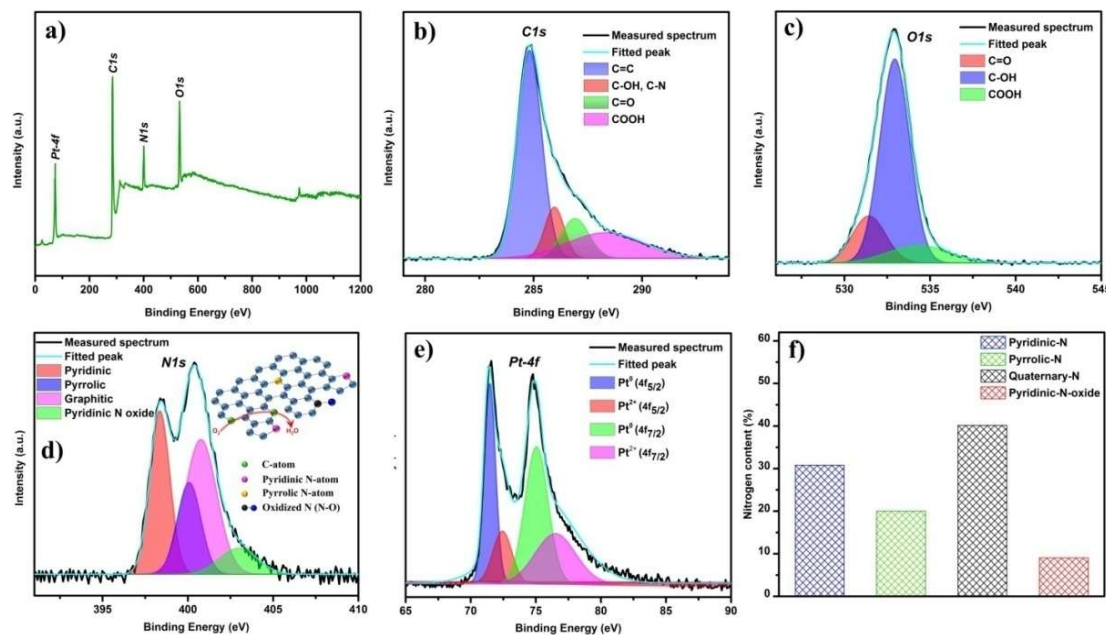 a)
Pt-4f
C1s
N1s
O1s
Intensity (a.u.)
0 200 400 600 800 1000 1200
Binding Energy (eV)
b)
C1s
Measured spectrum
Fitted peak
C=C
C-OH, C-N
C=O
COOH
Intensity (a.u.)
280 285 290
Binding Energy (eV)
c)
O1s
Measured spectrum
Fitted peak
C=O
C-OH
COOH
Intensity (a.u.)
530 535 540 545
Binding Energy (eV)
Measured spectrum
Fitted peak
Pyridinic
Pyrrolic
Graphitic
Pyridinic N oxide
N1s
d)
O₂
H₂O
C-atom
Pyridinic N-atom
Pyrrolic N-atom
Oxidized N (N-O)
Intensity (a.u.)
395 400 405 410
Binding Energy (eV)
e)
Pt-4f
Measured spectrum
Fitted peak
Pt⁰ (4f5/2)
Pt²⁺ (4f5/2)
Pt⁰ (4f7/2)
Pt²⁺ (4f7/2)
Intensity (a.u.)
65 70 75 80 85 90
Binding Energy (eV)
f)
Pyridinic-N
Pyrrolic-N
Quaternary-N
Pyridinic-N-oxide
Nitrogen content (%)
60
50
40
30
20
10
0